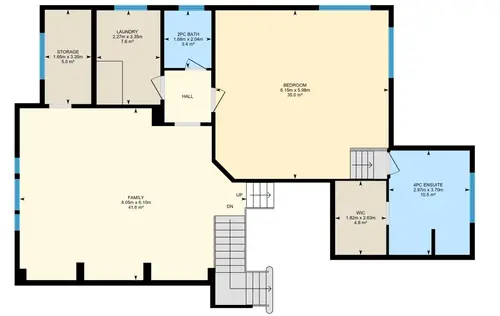 LAUNDRY
2.27m x 3.35m
7.6 m²
2PC BATH
1.68m x 2.04m
3.4 m²
STORAGE
1.65m x 3.35m
5.5 m²
BEDROOM
6.15m x 5.98m
35.0 m²
HALL
4PC ENSUITE
2.87m x 3.70m
10.5 m²
WIC
1.82m x 2.63m
4.8 m²
FAMILY
8.05m x 6.10m
41.6 m²
UP
DN